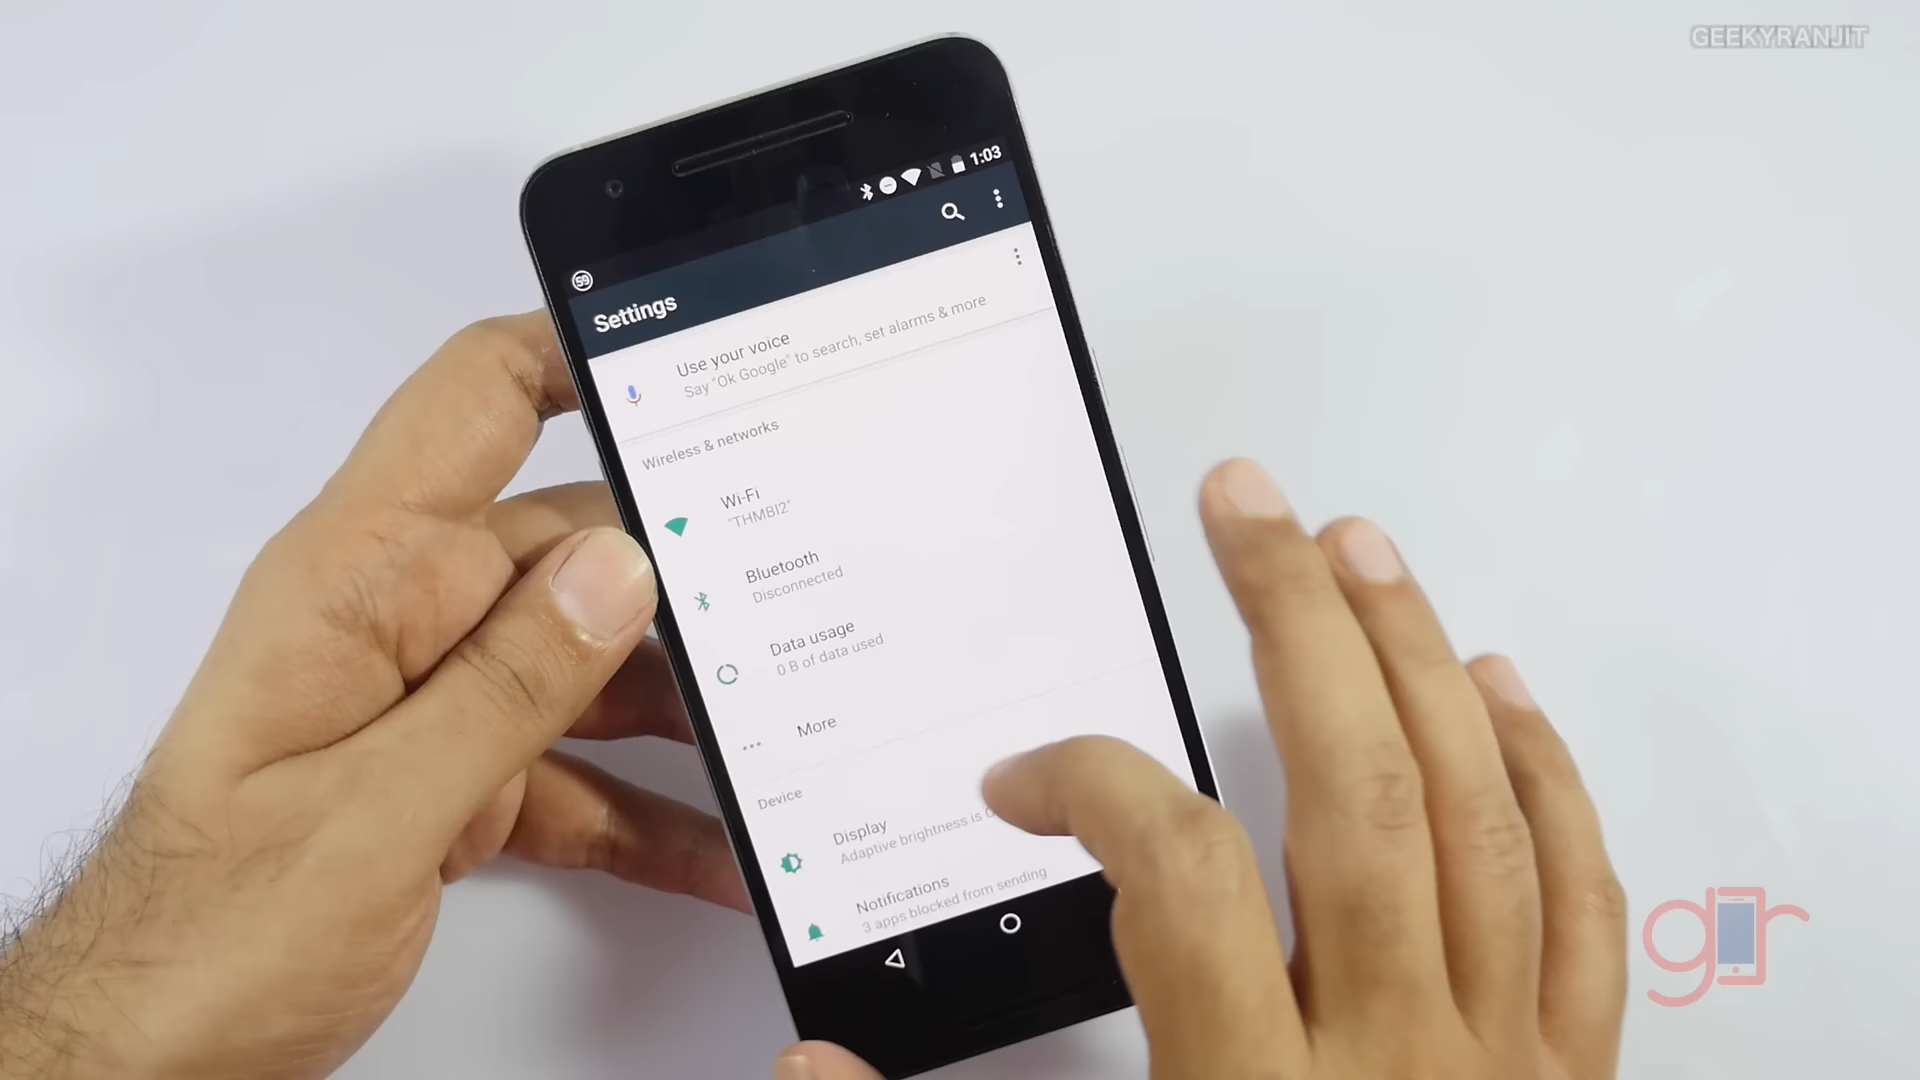 GEEKYRANJIT
1:03
59
Settings
Use your voice
Say "Ok Google" to search, set alarms & more
Wireless & networks
Wi-Fi
"THMBI2"
Bluetooth
Disconnected
Data usage
0 B of data used
More
Device
Display
Adaptive brightness is
Notifications
3 apps blocked from sending
gr